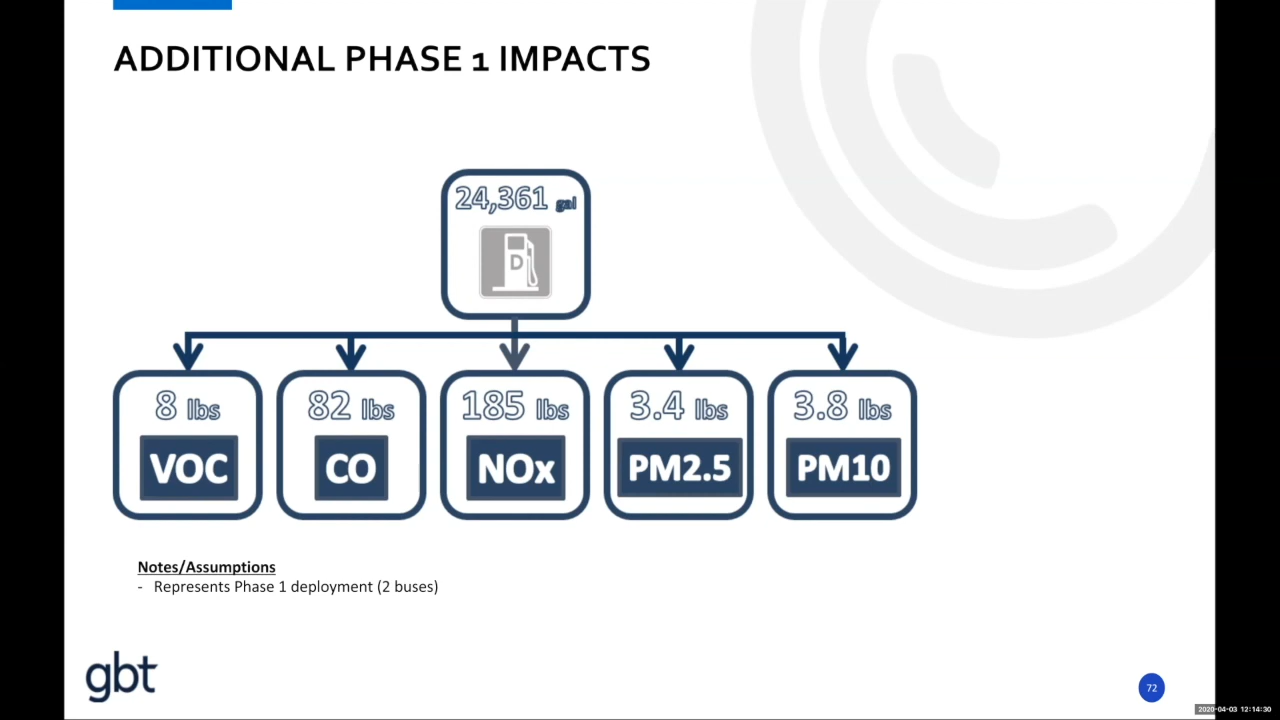 ADDITIONAL PHASE 1 IMPACTS
24,361 gal
D
8 lbs
82 lbs
185 lbs
3.4 lbs
3.8 lbs
VOC
CO
NOx
PM2.5
PM10
Notes/Assumptions
- Represents Phase 1 deployment (2 buses)
gbt
72
2020-04-03 12:14:30